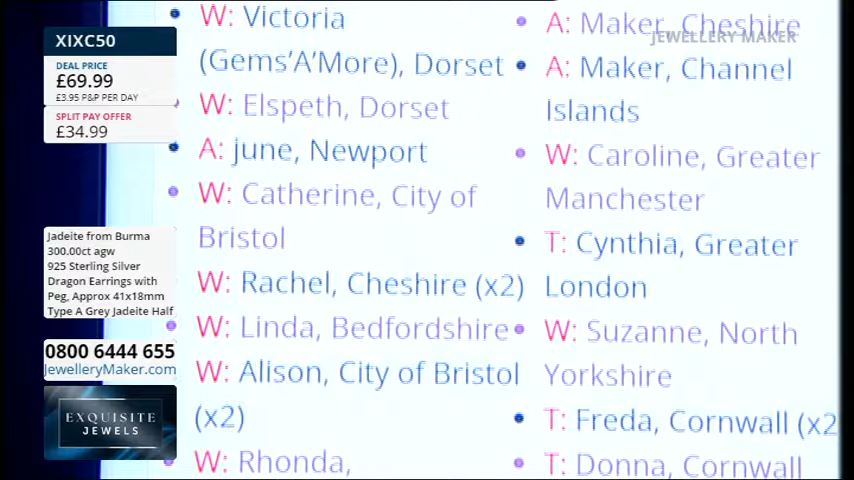 XIXC50
DEAL PRICE
£69.99
£3.95 P&P PER DAY
SPLIT PAY OFFER
£34.99
Jadeite from Burma
300.00ct agw
925 Sterling Silver
Dragon Earrings with
Peg, Approx 41x18mm
Type A Grey Jadeite Half
0800 6444 655
JewelleryMaker.com
EXQUISITE
JEWELS
W: Victoria
(Gems'A'More), Dorset
W: Elspeth, Dorset
A: June, Newport
W: Catherine, City of
Bristol
W: Rachel, Cheshire (x2)
W: Linda, Bedfordshire
W: Alison, City of Bristol
(x2)
W: Rhonda,
A: Maker, Cheshire
JEWELLERY MAKER
A: Maker, Channel
Islands
W: Caroline, Greater
Manchester
T: Cynthia, Greater
London
W: Suzanne, North
Yorkshire
T: Freda, Cornwall (x2
T: Donna, Cornwall